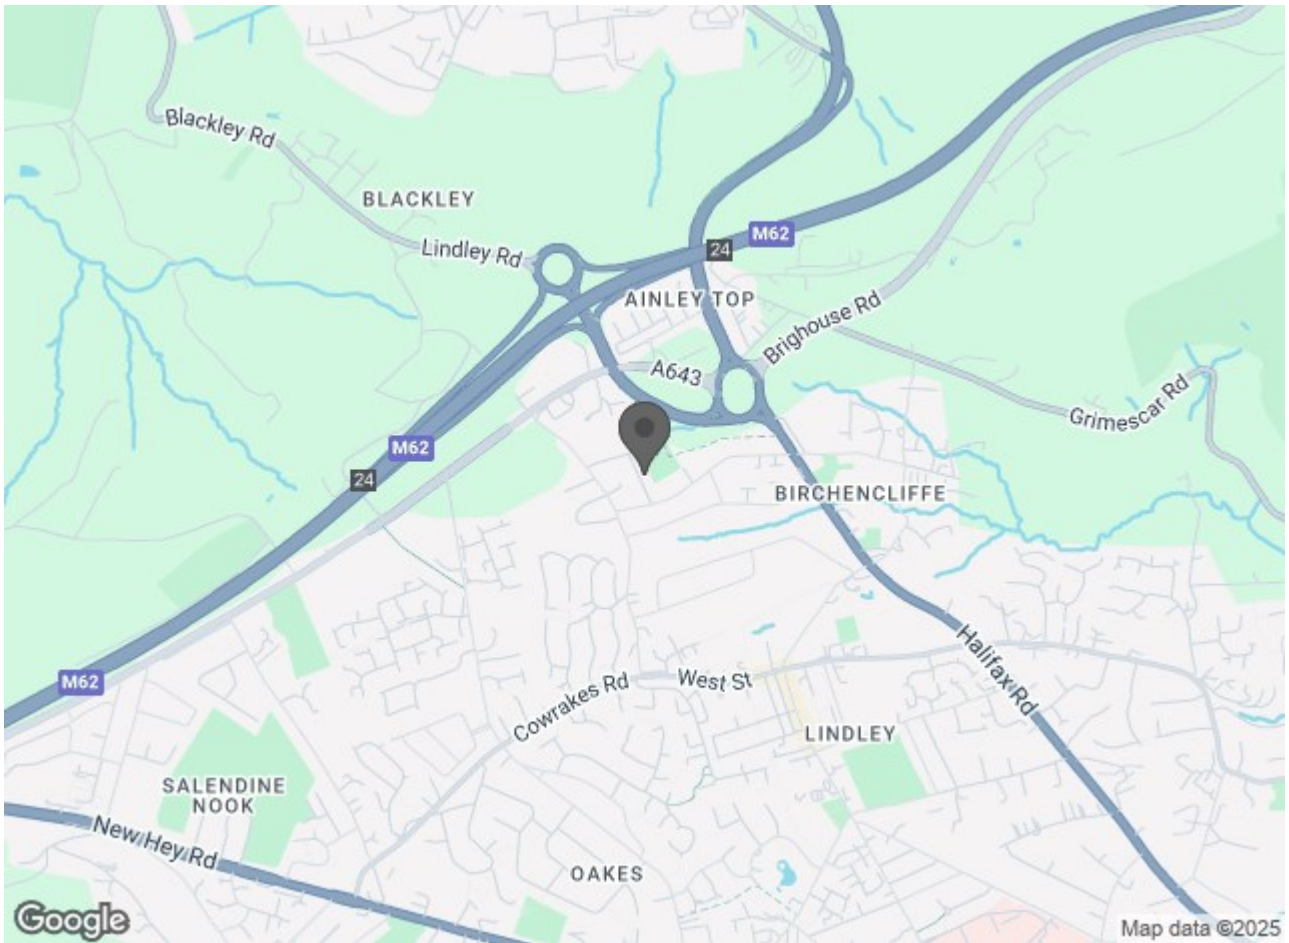 Blackley Rd
BLACKLEY
Lindley Rd
M62
24
AINLEY TOP
Brighouse Rd
A643
Grimescar Rd
M62
24
BIRCHENCLIFFE
Halifax Rd
M62
Cowrakes Rd
West St
LINDLEY
SALENDINE
NOOK
New Hey Rd
OAKES
Google
Map data ©2025